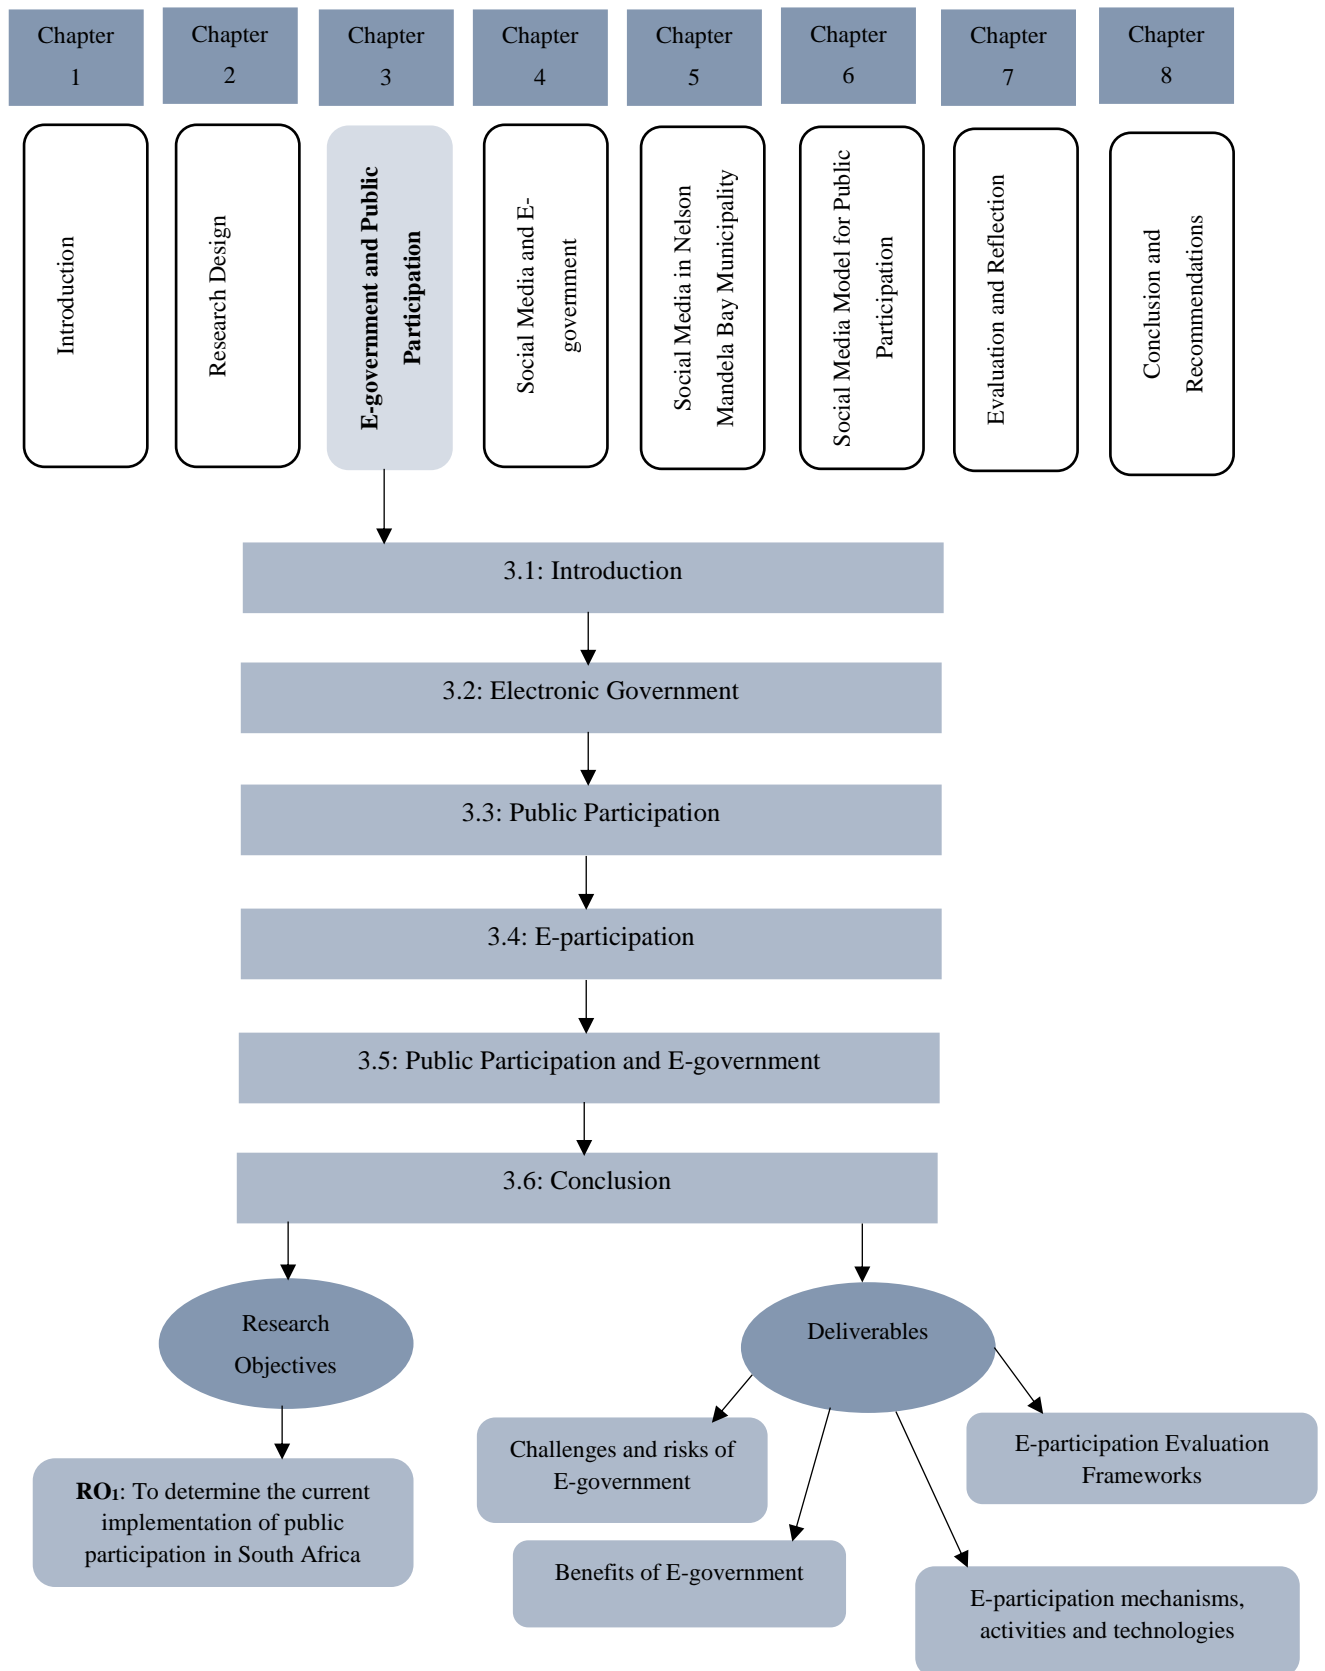 Chapter
1
Chapter
2
Chapter
3
Chapter
4
Chapter
5
Chapter
6
Chapter
7
Chapter
8
Introduction
Research Design
E-government and Public
Participation
Social Media and E-
government
Social Media in Nelson
Mandela Bay Municipality
Social Media Model for Public
Participation
Evaluation and Reflection
Conclusion and
Recommendations
3.1: Introduction
3.2: Electronic Government
3.3: Public Participation
3.4: E-participation
3.5: Public Participation and E-government
3.6: Conclusion
Research
Objectives
RO1: To determine the current
implementation of public
participation in South Africa
Deliverables
Challenges and risks of
E-government
Benefits of E-government
E-participation mechanisms,
activities and technologies
E-participation Evaluation
Frameworks